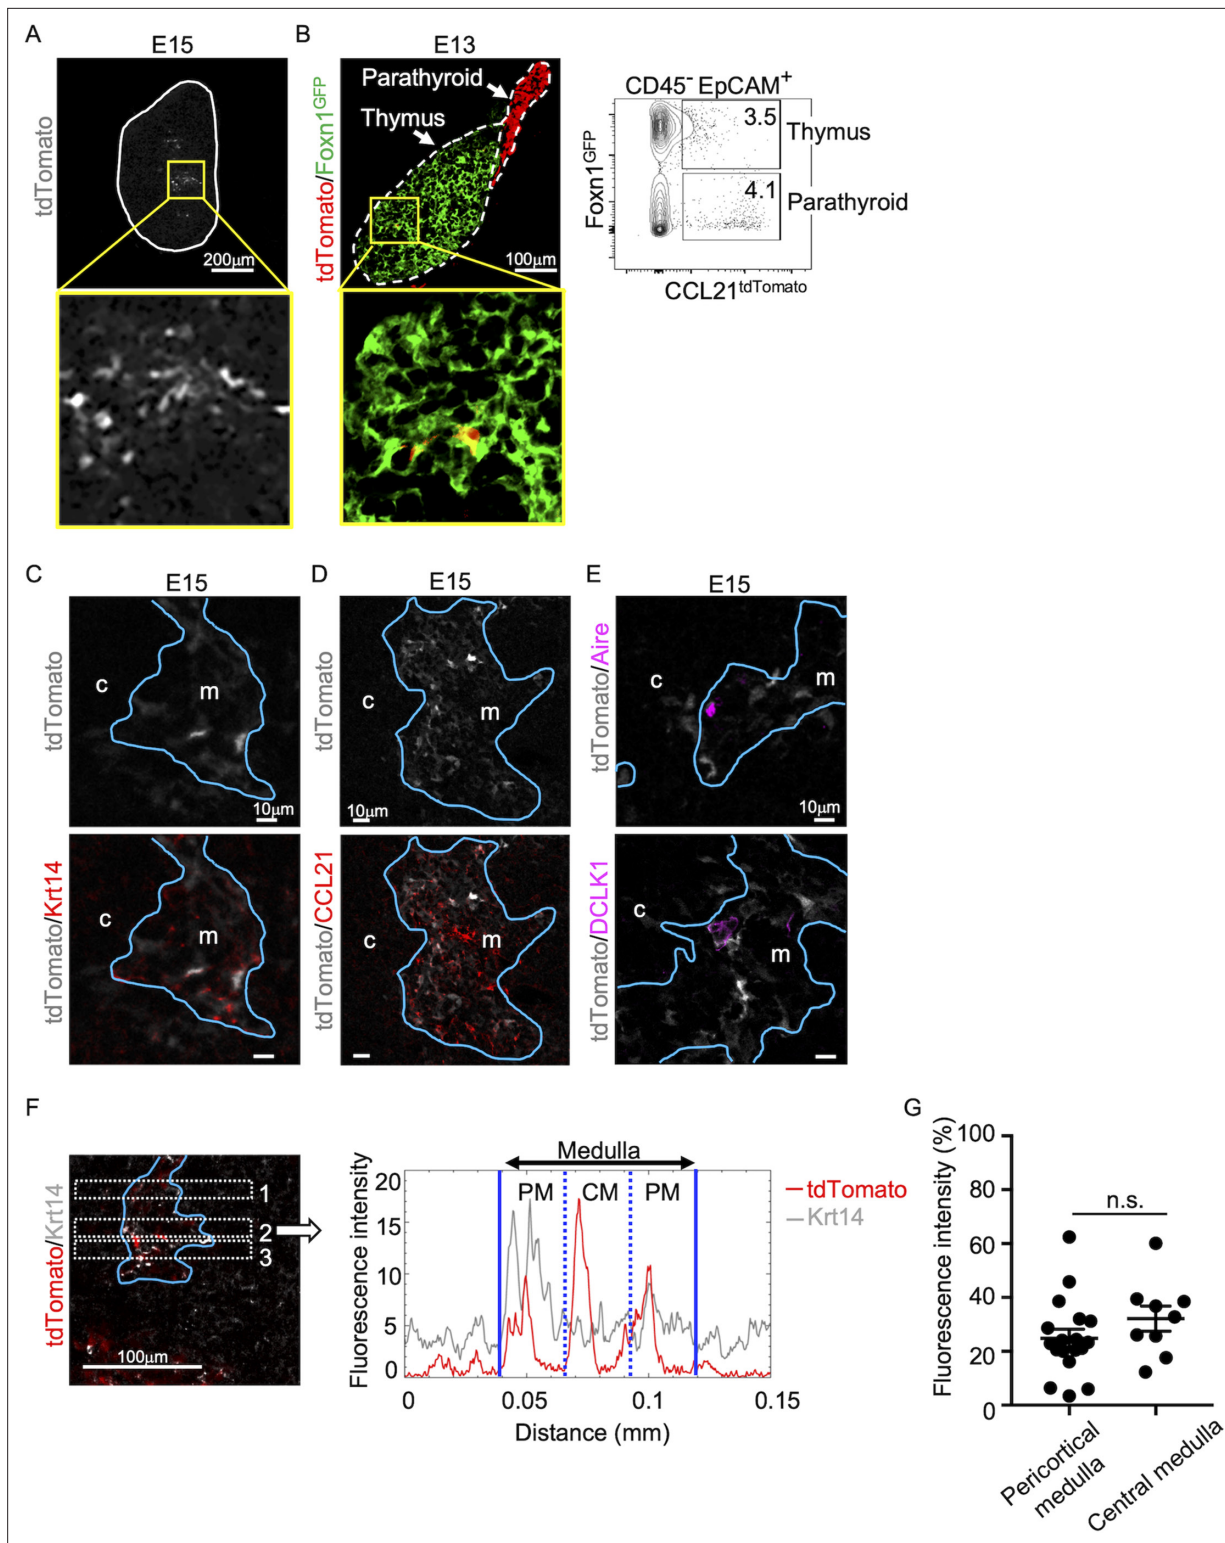 A
E15
tdTomato
200µm
B
E13
tdTomato/Foxn1GFP
Parathyroid
Thymus
100µm
CD45- EpCAM+
Foxn1GFP
3.5
Thymus
4.1
Parathyroid
CCL21tdTomato
C
E15
tdTomato
c
m
10µm
tdTomato/Krt14
c
m
D
E15
tdTomato
c
m
10µm
tdTomato/CCL21
c
m
E
E15
tdTomato/Aire
c
m
10µm
tdTomato/DCLK1
c
m
F
tdTomato/Krt14
1
2
3
100µm
Medulla
PM
CM
PM
tdTomato
Krt14
Fluorescence intensity
20
15
10
5
0
0
0.05
0.1
0.15
Distance (mm)
G
Fluorescence intensity (%)
100
80
60
40
20
0
n.s.
Pericortical
medulla
Central medulla